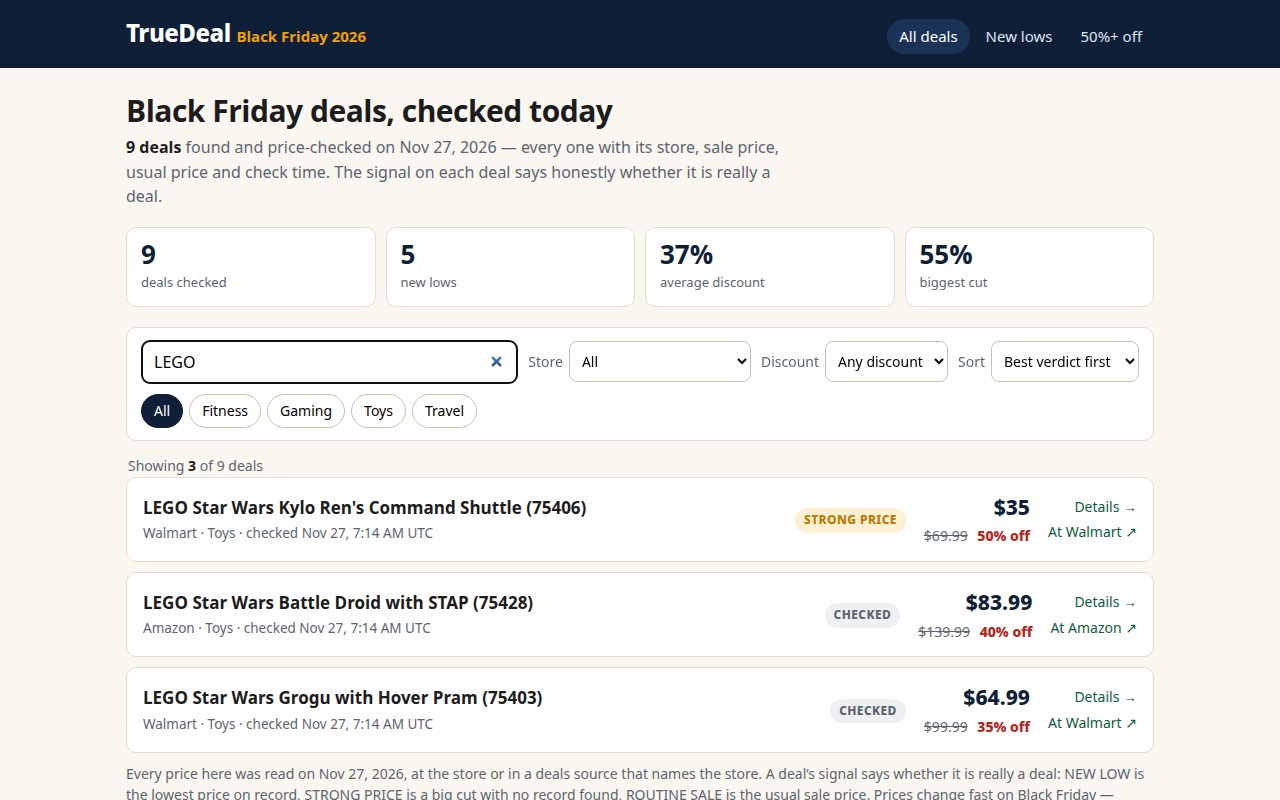 TrueDeal Black Friday 2026
All deals New lows 50%+ off
Black Friday deals, checked today
9 deals found and price-checked on Nov 27, 2026 — every one with its store, sale price,
usual price and check time. The signal on each deal says honestly whether it is really a
deal.
9
deals checked
5
new lows
37%
average discount
55%
biggest cut
LEGO ✕ Store All Discount Any discount Sort Best verdict first
All Fitness Gaming Toys Travel
Showing 3 of 9 deals
LEGO Star Wars Kylo Ren's Command Shuttle (75406)
Walmart · Toys · checked Nov 27, 7:14 AM UTC
STRONG PRICE
$35
$69.99 50% off
Details →
At Walmart ↗
LEGO Star Wars Battle Droid with STAP (75428)
Amazon · Toys · checked Nov 27, 7:14 AM UTC
CHECKED
$83.99
$139.99 40% off
Details →
At Amazon ↗
LEGO Star Wars Grogu with Hover Pram (75403)
Walmart · Toys · checked Nov 27, 7:14 AM UTC
CHECKED
$64.99
$99.99 35% off
Details →
At Walmart ↗
Every price here was read on Nov 27, 2026, at the store or in a deals source that names the store. A deal’s signal says whether it is really a deal: NEW LOW is
the lowest price on record, STRONG PRICE is a big cut with no record found, ROUTINE SALE is the usual sale price. Prices change fast on Black Friday —